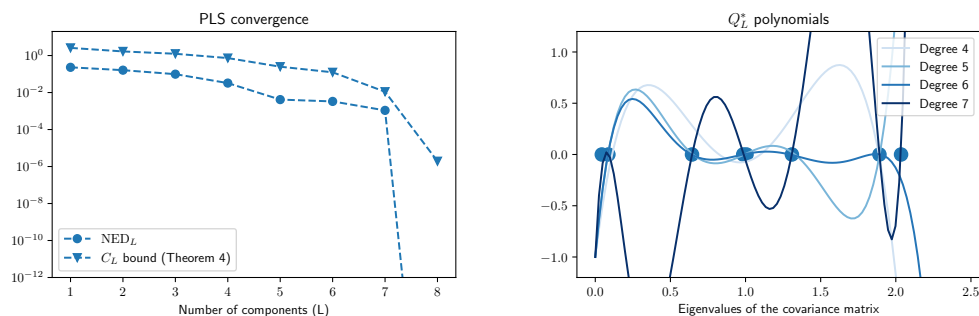 PLS convergence
10^0
10^{-2}
10^{-4}
10^{-6}
10^{-8}
10^{-10}
10^{-12}
NED_L
C_L bound (Theorem 4)
1 2 3 4 5 6 7 8
Number of components (L)
Q_L^* polynomials
1.0
0.5
0.0
−0.5
−1.0
Degree 4
Degree 5
Degree 6
Degree 7
0.0 0.5 1.0 1.5 2.0 2.5
Eigenvalues of the covariance matrix